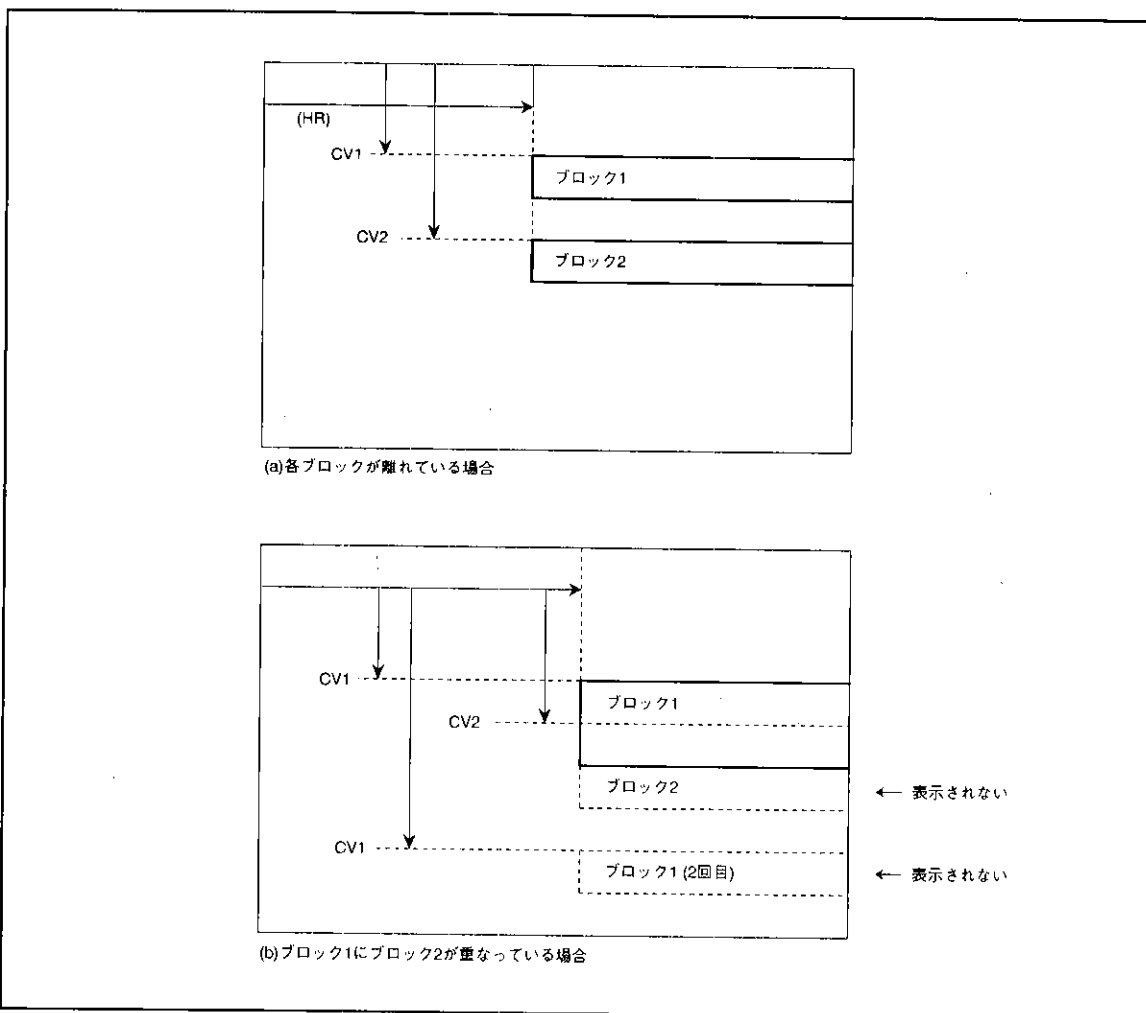 (HR)
CV1
ブロック1
CV2
ブロック2
(a)各ブロックが離れている場合
CV1
ブロック1
CV2
ブロック2
← 表示されない
CV1
ブロック1 (2回目)
← 表示されない
(b)ブロック1にブロック2が重なっている場合